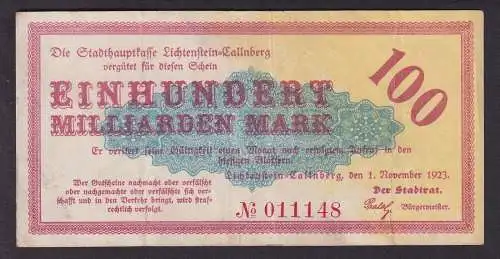 Die Stadthauptkasse Lichtenstein-Callnberg
vergütet für diesen Schein
EINHUNDERT
MILLJARDEN MARK
100
Er verliert seine Gültigkeit einen Monat nach erfolgtem Aufruf in den
hiesigen Blättern.
Lichtenstein-Callnberg, den 1. November 1923.
Wer Gutscheine nachmacht oder verfälscht
oder nachgemachte oder verfälschte sich ver-
schafft und in den Verkehr bringt, wird straf-
rechtlich verfolgt.
Der Stadtrat.
Bürgermeister.
№ 011148